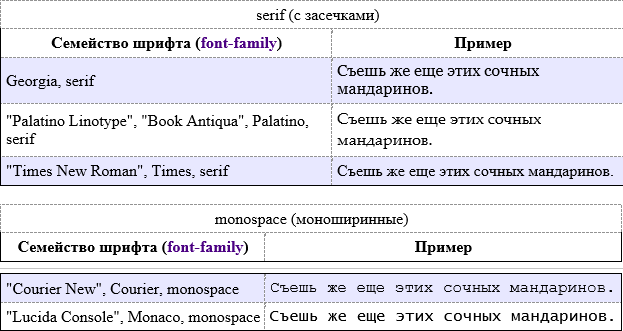 serif (с засечками)
Семейство шрифта (font-family) Пример
Georgia, serif
Съешь же еще этих сочных
мандаринов.
"Palatino Linotype", "Book Antiqua", Palatino,
serif
Съешь же еще этих сочных
мандаринов.
"Times New Roman", Times, serif
Съешь же еще этих сочных мандаринов.
monospace (моноширинные)
Семейство шрифта (font-family) Пример
"Courier New", Courier, monospace
Съешь же еще этих сочных мандаринов.
"Lucida Console", Monaco, monospace
Съешь же еще этих сочных мандаринов.